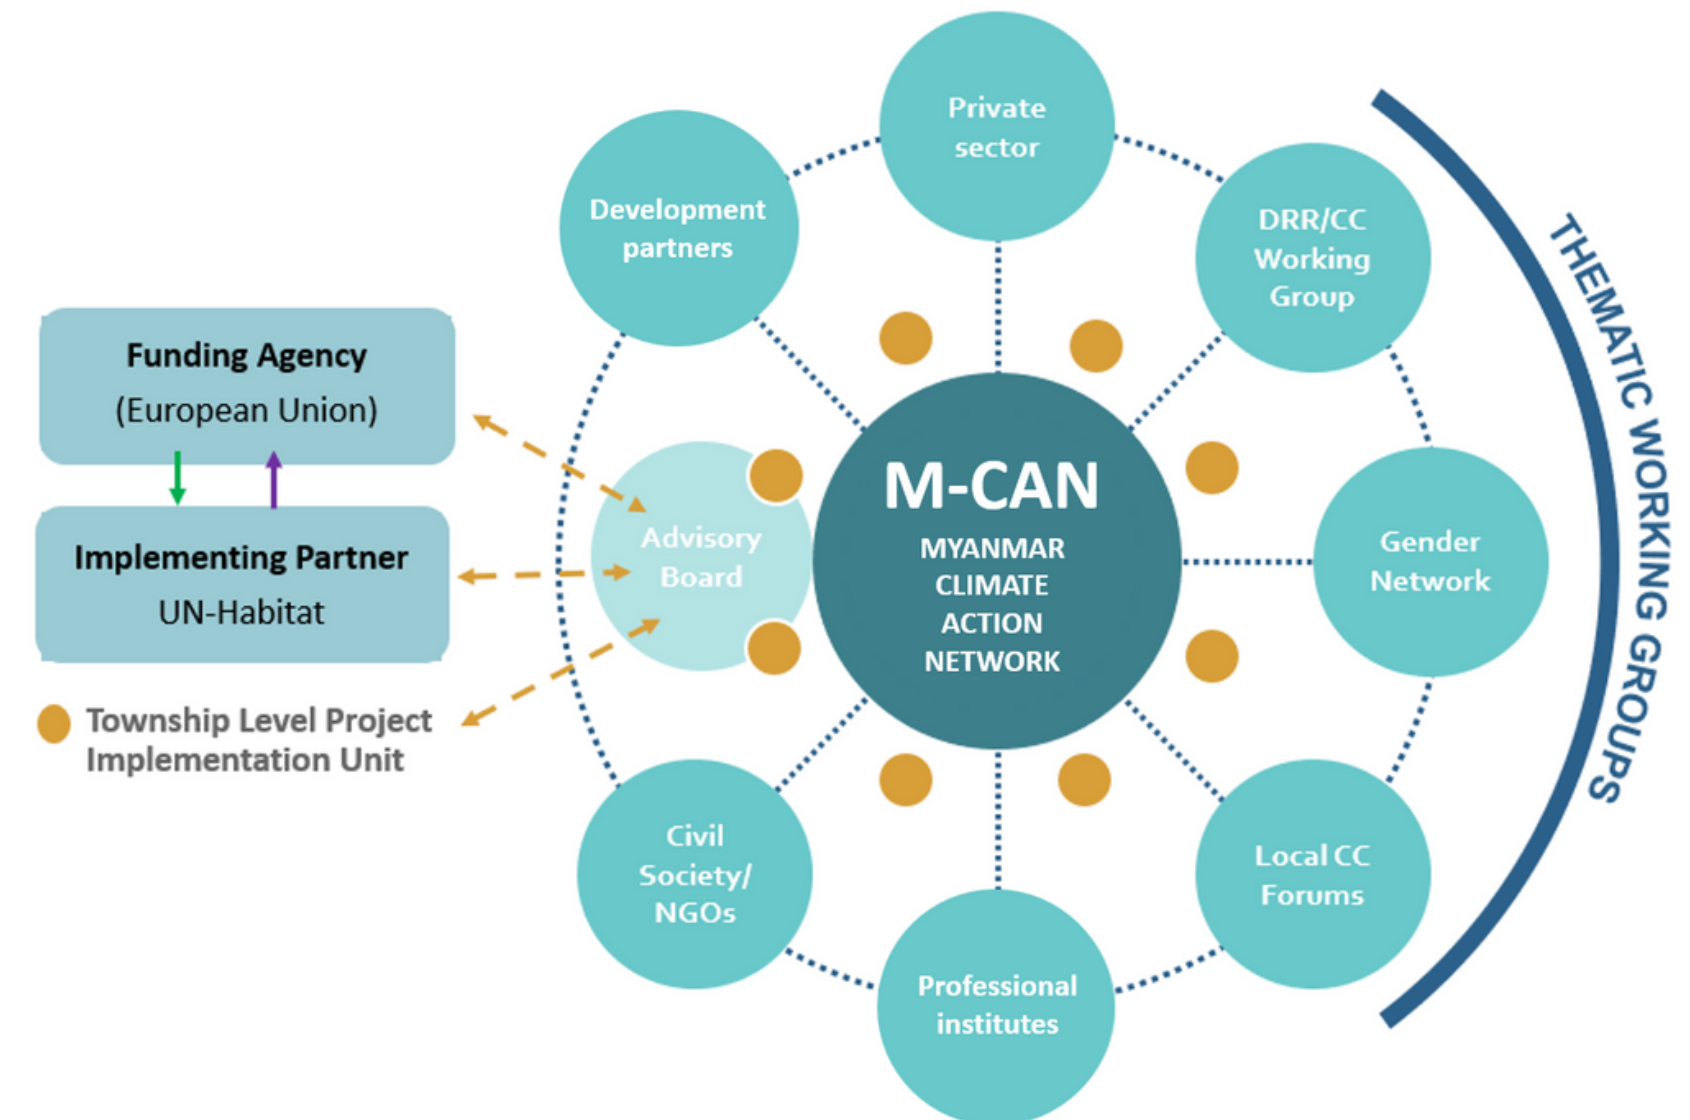 Private
sector
Development
partners
DRR/CC
Working
Group
THEMATIC WORKING GROUPS
Funding Agency
(European Union)
M-CAN
MYANMAR
CLIMATE
ACTION
NETWORK
Advisory
Board
Gender
Network
Implementing Partner
UN-Habitat
Township Level Project
Implementation Unit
Civil
Society/
NGOs
Local CC
Forums
Professional
institutes